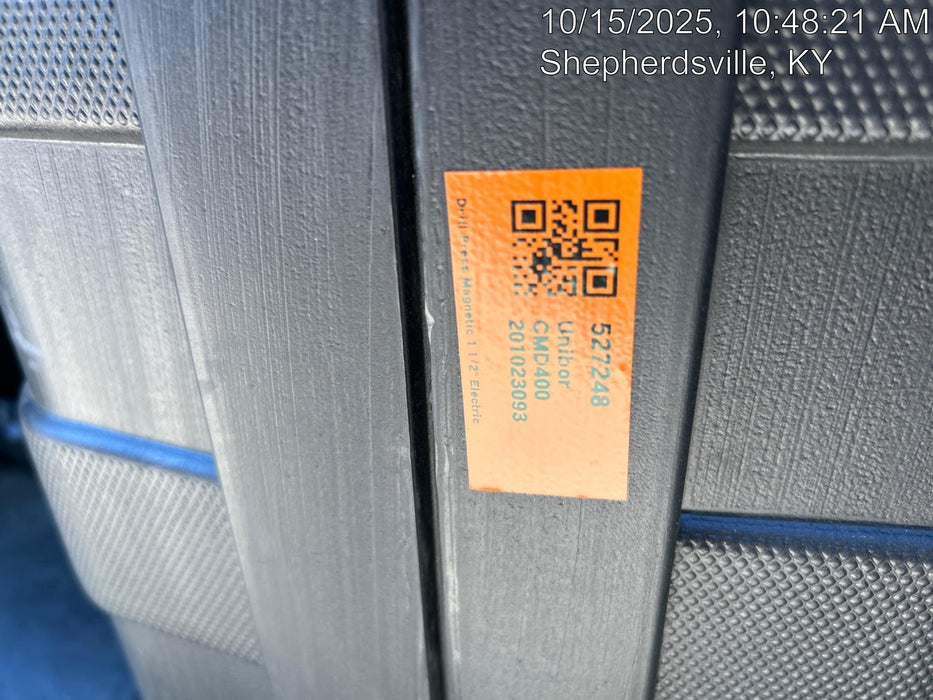 10/15/2025, 10:48:21 AM
Shepherdsville, KY
527248
Unibor
CMD400
201023093
Drill Press Magnetic 1 1/2" Electric